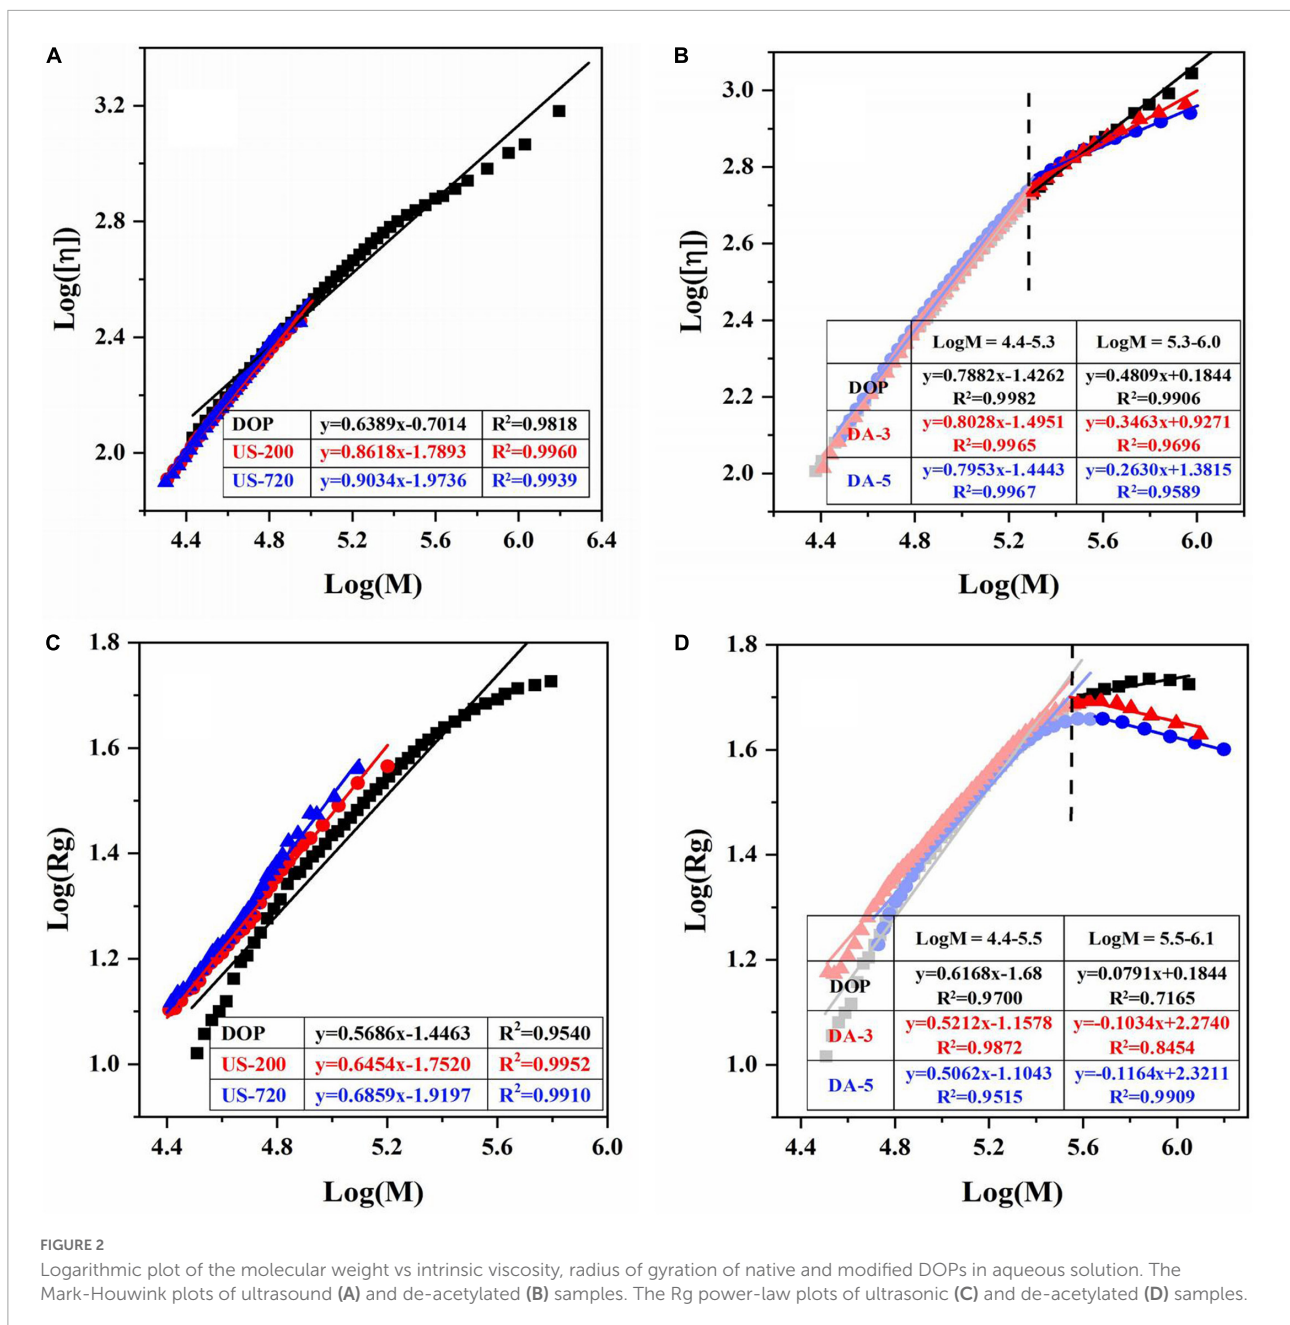 A
Log([η])
3.2
2.8
2.4
2.0
DOP y=0.6389x-0.7014 R²=0.9818
US-200 y=0.8618x-1.7893 R²=0.9960
US-720 y=0.9034x-1.9736 R²=0.9939
4.4 4.8 5.2 5.6 6.0 6.4
Log(M)
B
Log([η])
3.0
2.8
2.6
2.4
2.2
2.0
LogM = 4.4-5.3 LogM = 5.3-6.0
DOP y=0.7882x-1.4262 y=0.4809x+0.1844
R²=0.9982 R²=0.9906
DA-3 y=0.8028x-1.4951 y=0.3463x+0.9271
R²=0.9965 R²=0.9696
DA-5 y=0.7953x-1.4443 y=0.2630x+1.3815
R²=0.9967 R²=0.9589
4.4 4.8 5.2 5.6 6.0
Log(M)
C
Log(Rg)
1.8
1.6
1.4
1.2
1.0
DOP y=0.5686x-1.4463 R²=0.9540
US-200 y=0.6454x-1.7520 R²=0.9952
US-720 y=0.6859x-1.9197 R²=0.9910
4.4 4.8 5.2 5.6 6.0
Log(M)
D
Log(Rg)
1.8
1.6
1.4
1.2
1.0
LogM = 4.4-5.5 LogM = 5.5-6.1
DOP y=0.6168x-1.68 y=0.0791x+0.1844
R²=0.9700 R²=0.7165
DA-3 y=0.5212x-1.1578 y=-0.1034x+2.2740
R²=0.9872 R²=0.8454
DA-5 y=0.5062x-1.1043 y=-0.1164x+2.3211
R²=0.9515 R²=0.9909
4.4 4.8 5.2 5.6 6.0
Log(M)
FIGURE 2
Logarithmic plot of the molecular weight vs intrinsic viscosity, radius of gyration of native and modified DOPs in aqueous solution. The
Mark-Houwink plots of ultrasound (A) and de-acetylated (B) samples. The Rg power-law plots of ultrasonic (C) and de-acetylated (D) samples.